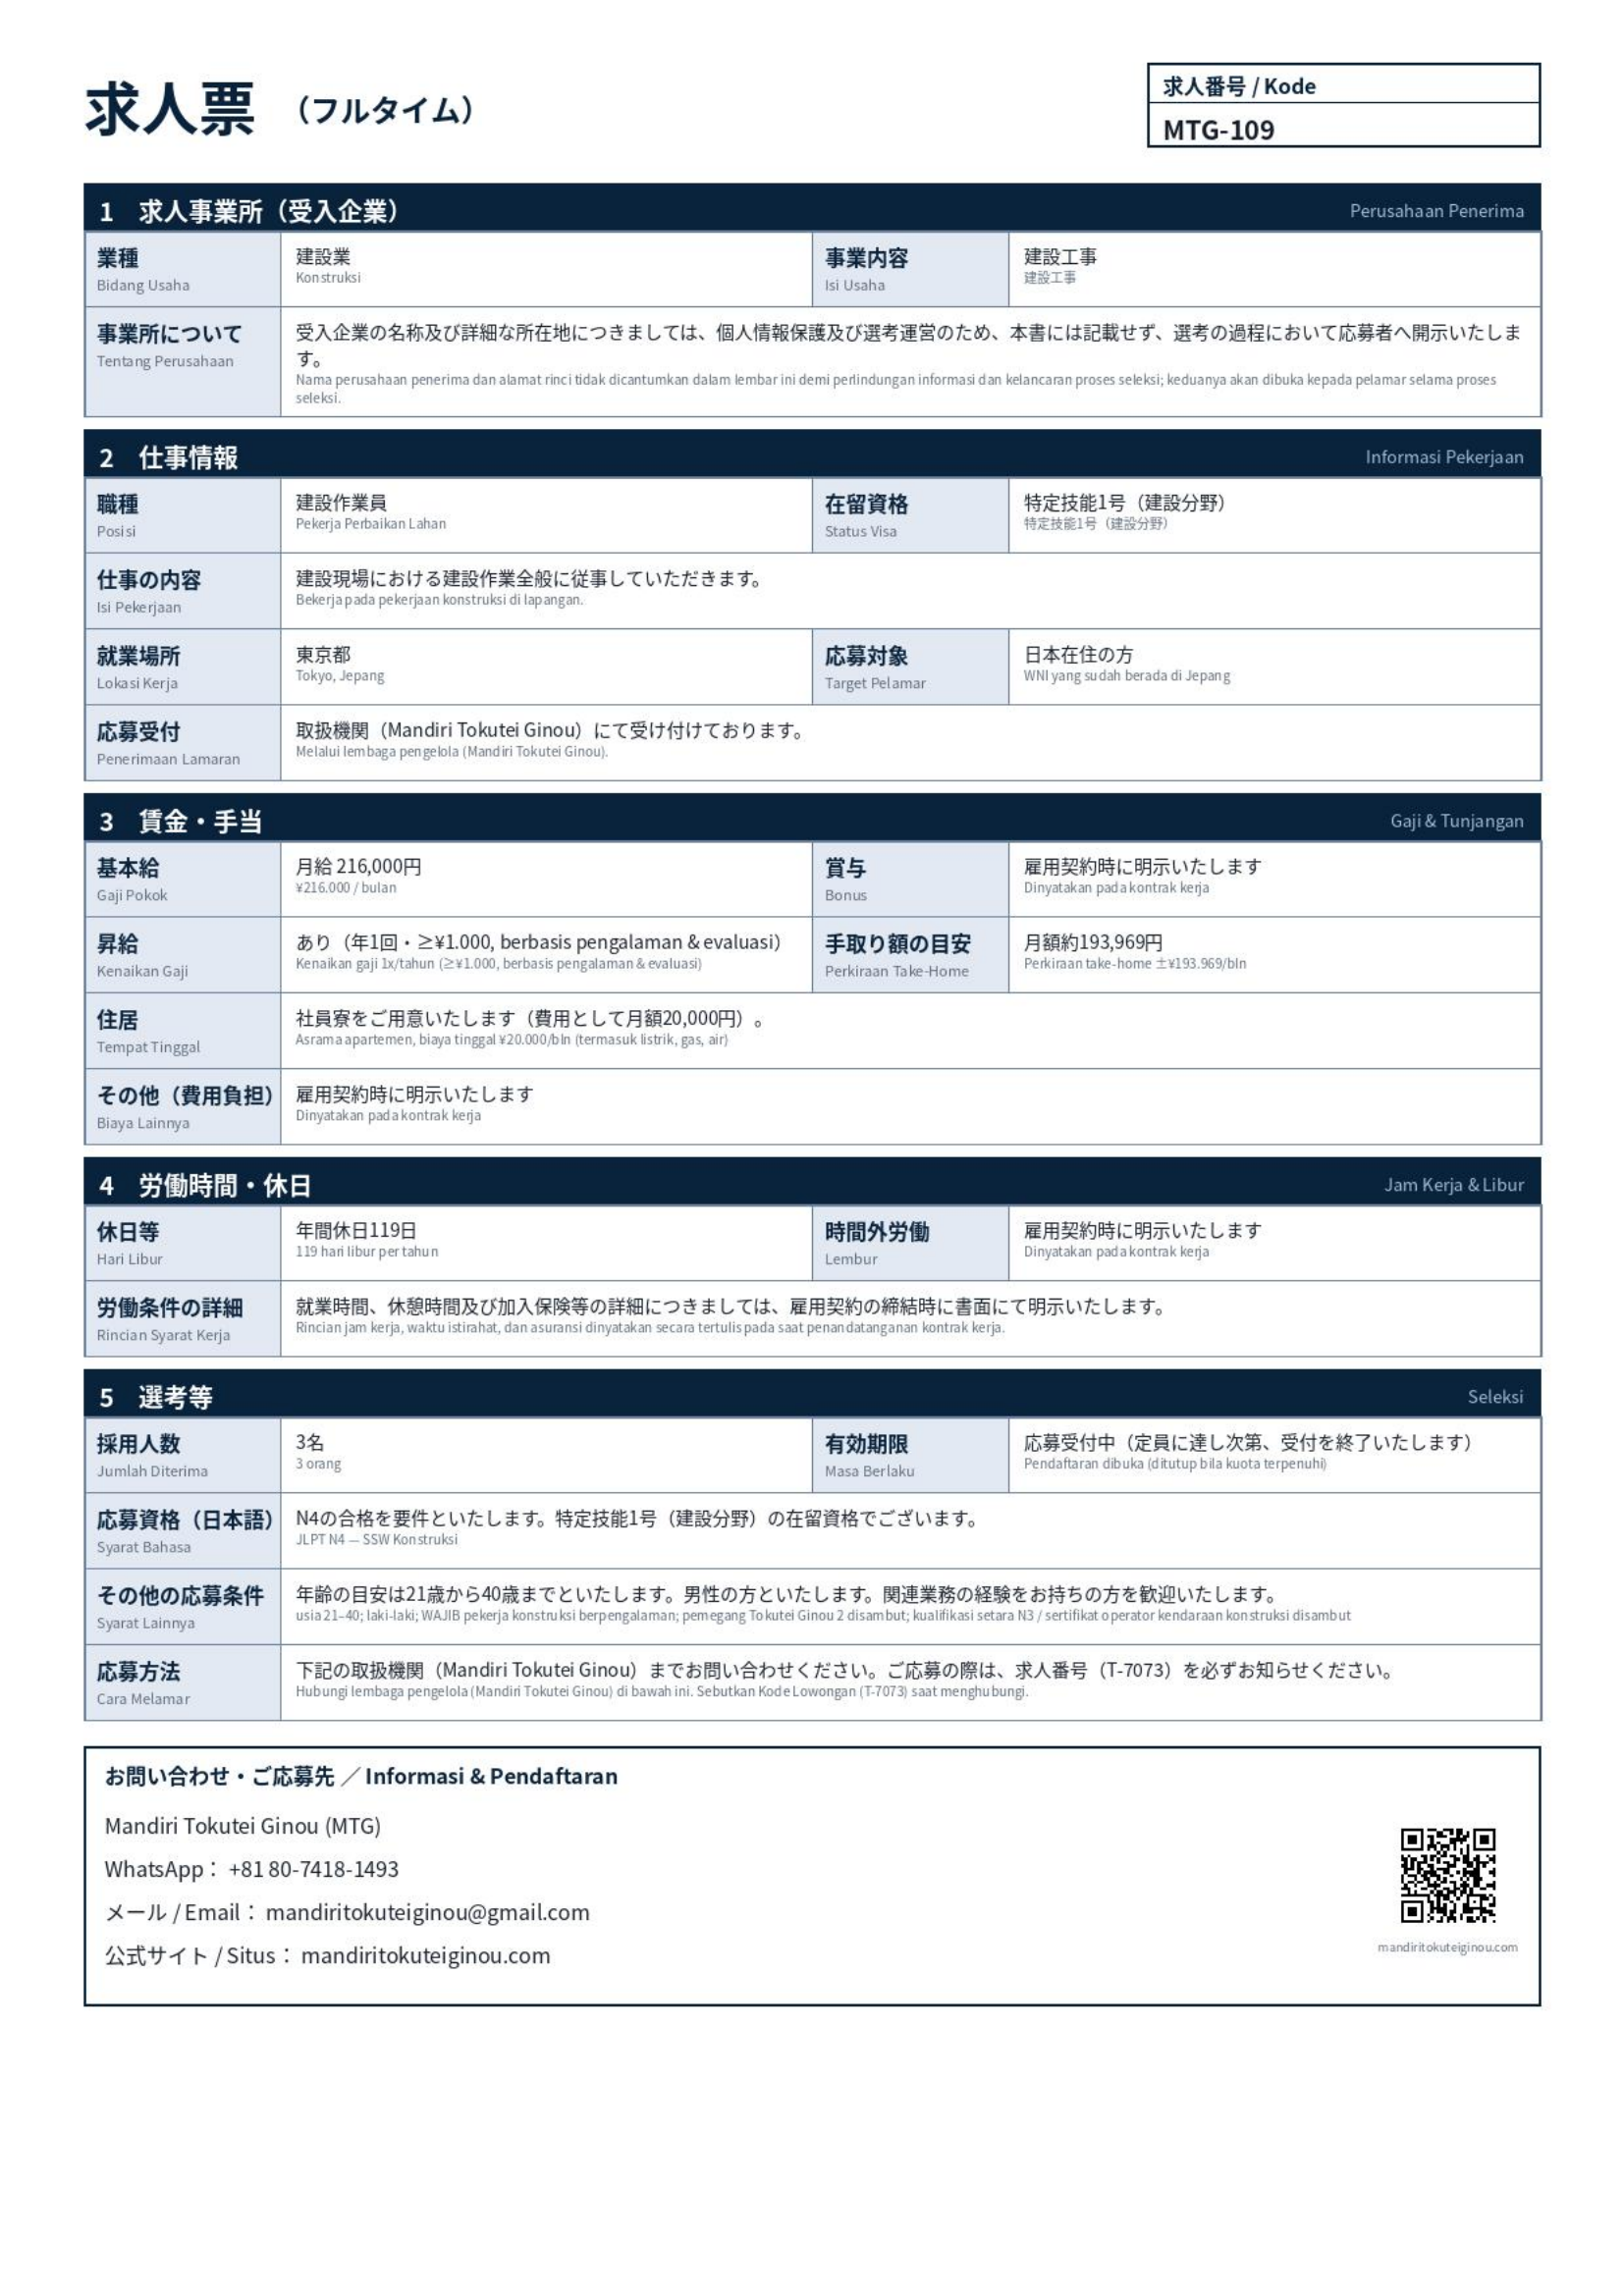 求人票 （フルタイム）
求人番号 / Kode
MTG-109
1 求人事業所（受入企業） Perusahaan Penerima
業種 建設業 事業内容 建設工事
Bidang Usaha Konstruksi Isi Usaha 建設工事
事業所について 受入企業の名称及び詳細な所在地につきましては、個人情報保護及び選考運営のため、本書には記載せず、選考の過程において応募者へ開示いたしま
Tentang Perusahaan す。
Nama perusahaan penerima dan alamat rinci tidak dicantumkan dalam lembar ini demi perlindungan informasi dan kelancaran proses seleksi; keduanya akan dibuka kepada pelamar selama proses
seleksi.
2 仕事情報 Informasi Pekerjaan
職種 建設作業員 在留資格 特定技能1号（建設分野）
Posisi Pekerja Perbaikan Lahan Status Visa 特定技能1号（建設分野）
仕事の内容 建設現場における建設作業全般に従事していただきます。
Isi Pekerjaan Bekerja pada pekerjaan konstruksi di lapangan.
就業場所 東京都 応募対象 日本在住の方
Lokasi Kerja Tokyo, Jepang Target Pelamar WNI yang sudah berada di Jepang
応募受付 取扱機関（Mandiri Tokutei Ginou）にて受け付けております。
Penerimaan Lamaran Melalui lembaga pengelola (Mandiri Tokutei Ginou).
3 賃金・手当 Gaji & Tunjangan
基本給 月給 216,000円 賞与 雇用契約時に明示いたします
Gaji Pokok ¥216.000 / bulan Bonus Dinyatakan pada kontrak kerja
昇給 あり（年1回・≥¥1.000, berbasis pengalaman & evaluasi） 手取り額の目安 月額約193,969円
Kenaikan Gaji Kenaikan gaji 1x/tahun (≥¥1.000, berbasis pengalaman & evaluasi) Perkiraan Take-Home Perkiraan take-home ±¥193.969/bln
住居 社員寮をご用意いたします（費用として月額20,000円）。
Tempat Tinggal Asrama apartemen, biaya tinggal ¥20.000/bln (termasuk listrik, gas, air)
その他（費用負担） 雇用契約時に明示いたします
Biaya Lainnya Dinyatakan pada kontrak kerja
4 労働時間・休日 Jam Kerja & Libur
休日等 年間休日119日 時間外労働 雇用契約時に明示いたします
Hari Libur 119 hari libur per tahun Lembur Dinyatakan pada kontrak kerja
労働条件の詳細 就業時間、休憩時間及び加入保険等の詳細につきましては、雇用契約の締結時に書面にて明示いたします。
Rincian Syarat Kerja Rincian jam kerja, waktu istirahat, dan asuransi dinyatakan secara tertulis pada saat penandatanganan kontrak kerja.
5 選考等 Seleksi
採用人数 3名 有効期限 応募受付中（定員に達し次第、受付を終了いたします）
Jumlah Diterima 3 orang Masa Berlaku Pendaftaran dibuka (ditutup bila kuota terpenuhi)
応募資格（日本語） N4の合格を要件といたします。特定技能1号（建設分野）の在留資格でございます。
Syarat Bahasa JLPT N4 — SSW Konstruksi
その他の応募条件 年齢の目安は21歳から40歳までといたします。男性の方といたします。関連業務の経験をお持ちの方を歓迎いたします。
Syarat Lainnya usia 21–40; laki-laki; WAJIB pekerja konstruksi berpengalaman; pemegang Tokutei Ginou 2 disambut; kualifikasi setara N3 / sertifikat operator kendaraan konstruksi disambut
応募方法 下記の取扱機関（Mandiri Tokutei Ginou）までお問い合わせください。ご応募の際は、求人番号（T-7073）を必ずお知らせください。
Cara Melamar Hubungi lembaga pengelola (Mandiri Tokutei Ginou) di bawah ini. Sebutkan Kode Lowongan (T-7073) saat menghubungi.
お問い合わせ・ご応募先 ／ Informasi & Pendaftaran
Mandiri Tokutei Ginou (MTG)
WhatsApp： +81 80-7418-1493
メール / Email： mandiritokuteiginou@gmail.com
公式サイト / Situs： mandiritokuteiginou.com
mandiritokuteiginou.com